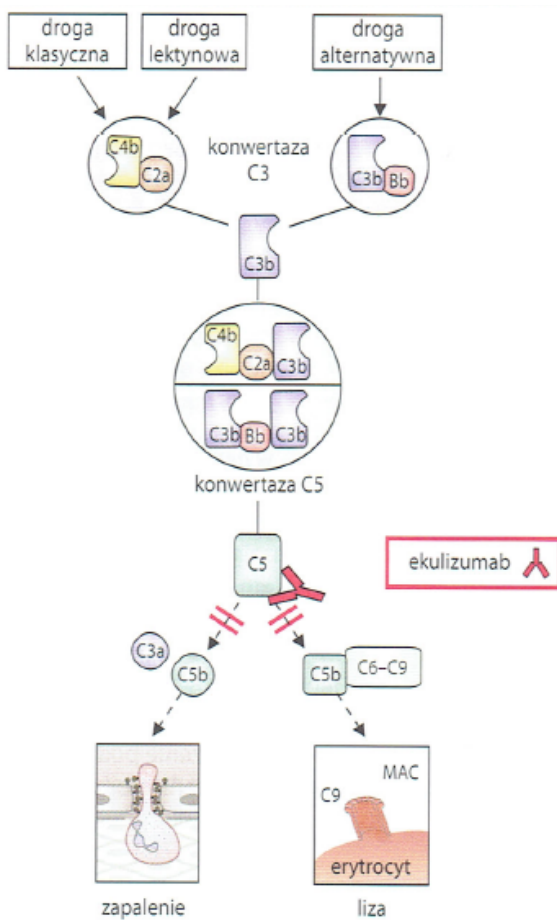 droga
klasyczna
droga
lektynowa
droga
alternatywna
C4b
C2a
konwertaza
C3
C3b
Bb
C3b
C4b
C2a
C3b
C3b
Bb
C3b
konwertaza C5
C5
ekulizumab
C3a
C5b
C5b
C6–C9
MAC
C9
erytrocyt
zapalenie
liza